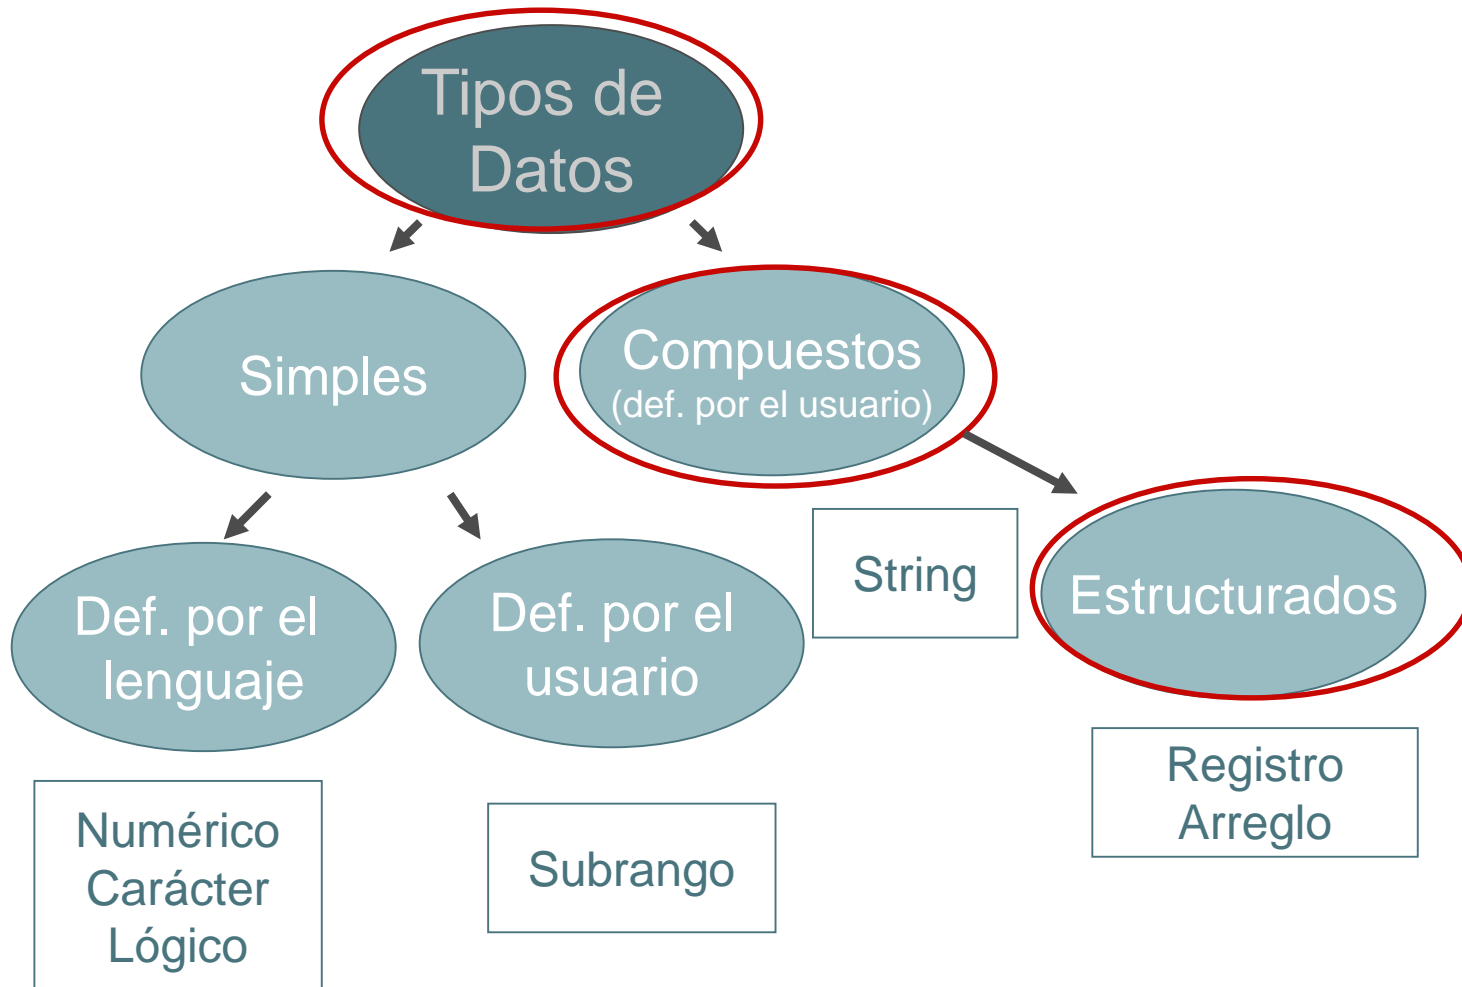 Tipos de
Datos
Simples
Compuestos
(def. por el usuario)
Def. por el
lenguaje
Def. por el
usuario
String
Estructurados
Numérico
Carácter
Lógico
Subrango
Registro
Arreglo